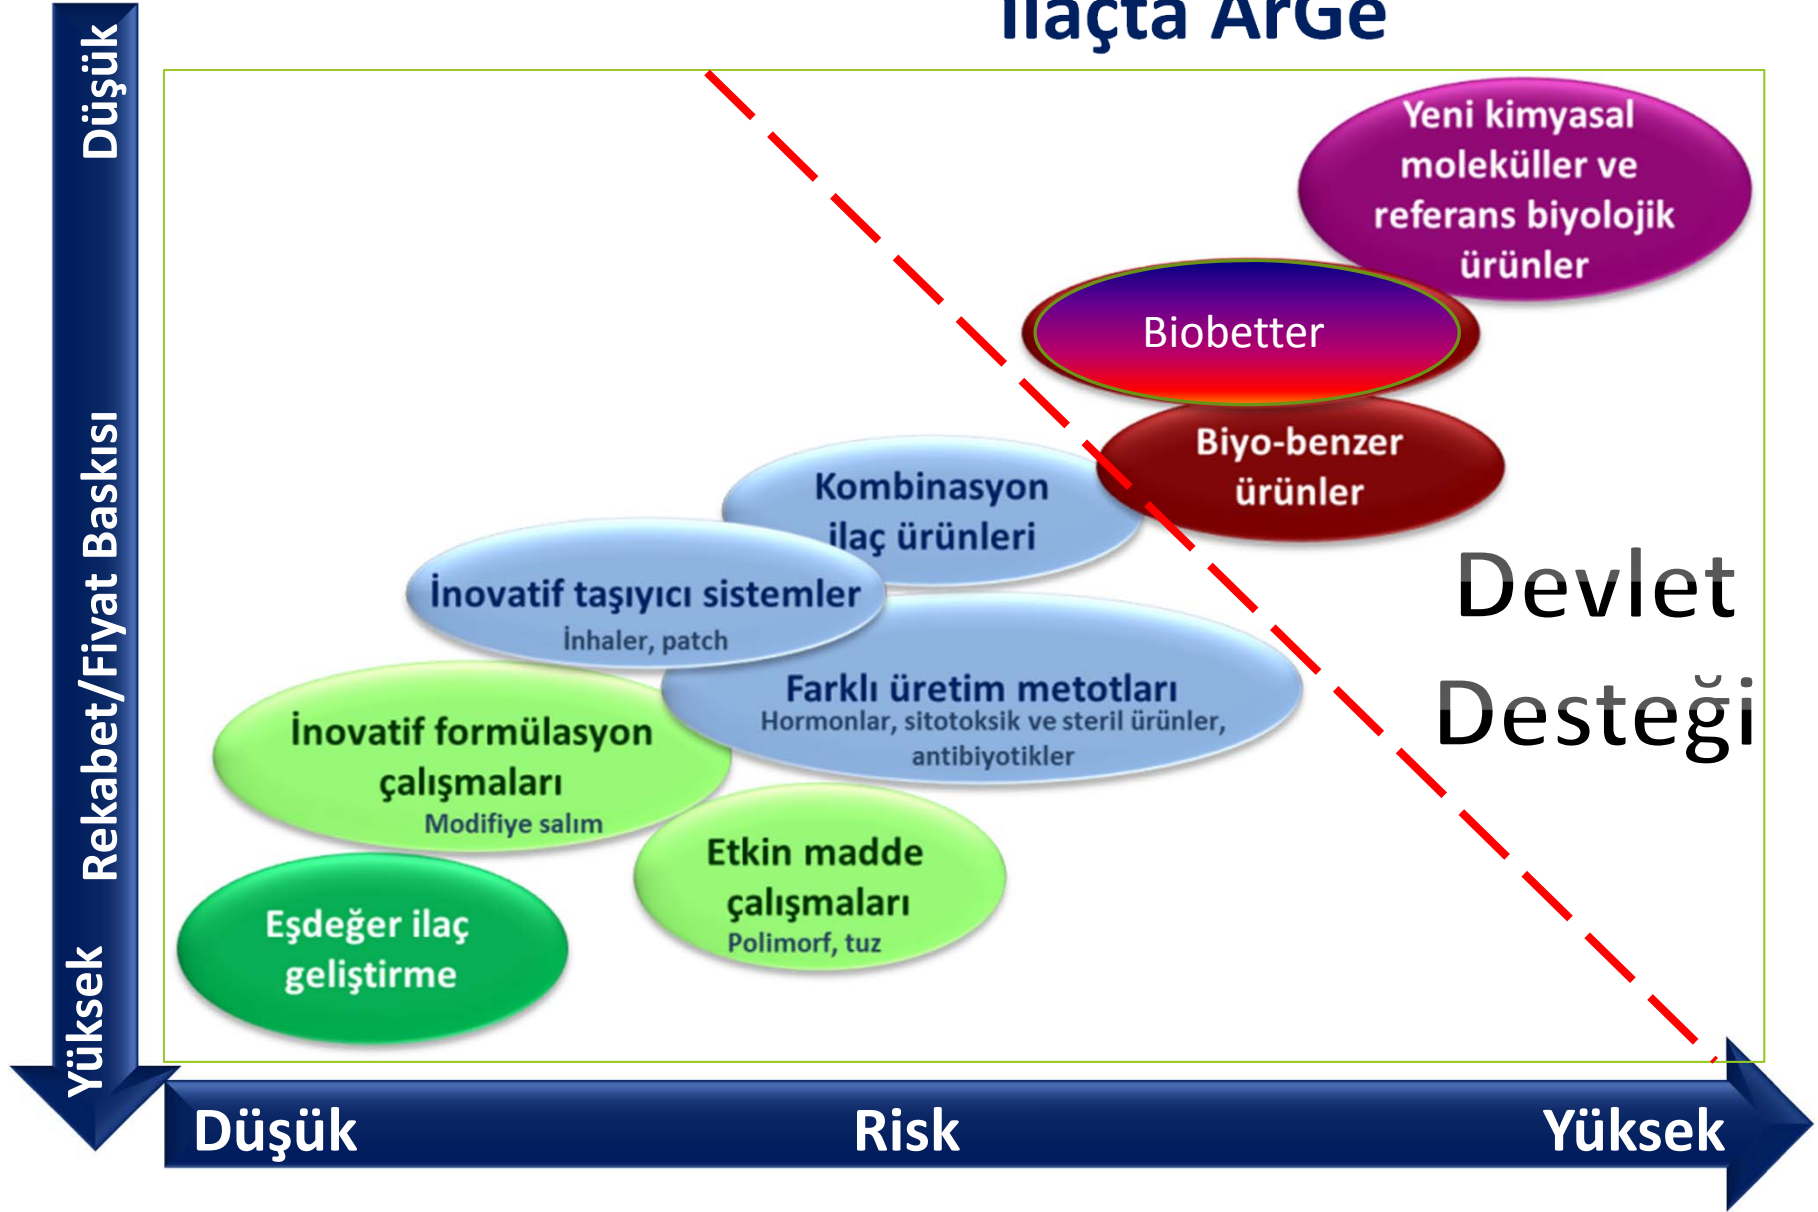 İlaçta ArGe
Düşük
Rekabet/Fiyat Baskısı
Yüksek
Yeni kimyasal
moleküller ve
referans biyolojik
ürünler
Biobetter
Biyo-benzer
ürünler
Kombinasyon
ilaç ürünleri
İnovatif taşıyıcı sistemler
İnhaler, patch
Farklı üretim metotları
Hormonlar, sitotoksik ve steril ürünler,
antibiyotikler
İnovatif formülasyon
çalışmaları
Modifiye salım
Etkin madde
çalışmaları
Polimorf, tuz
Eşdeğer ilaç
geliştirme
Devlet
Desteği
Düşük
Risk
Yüksek